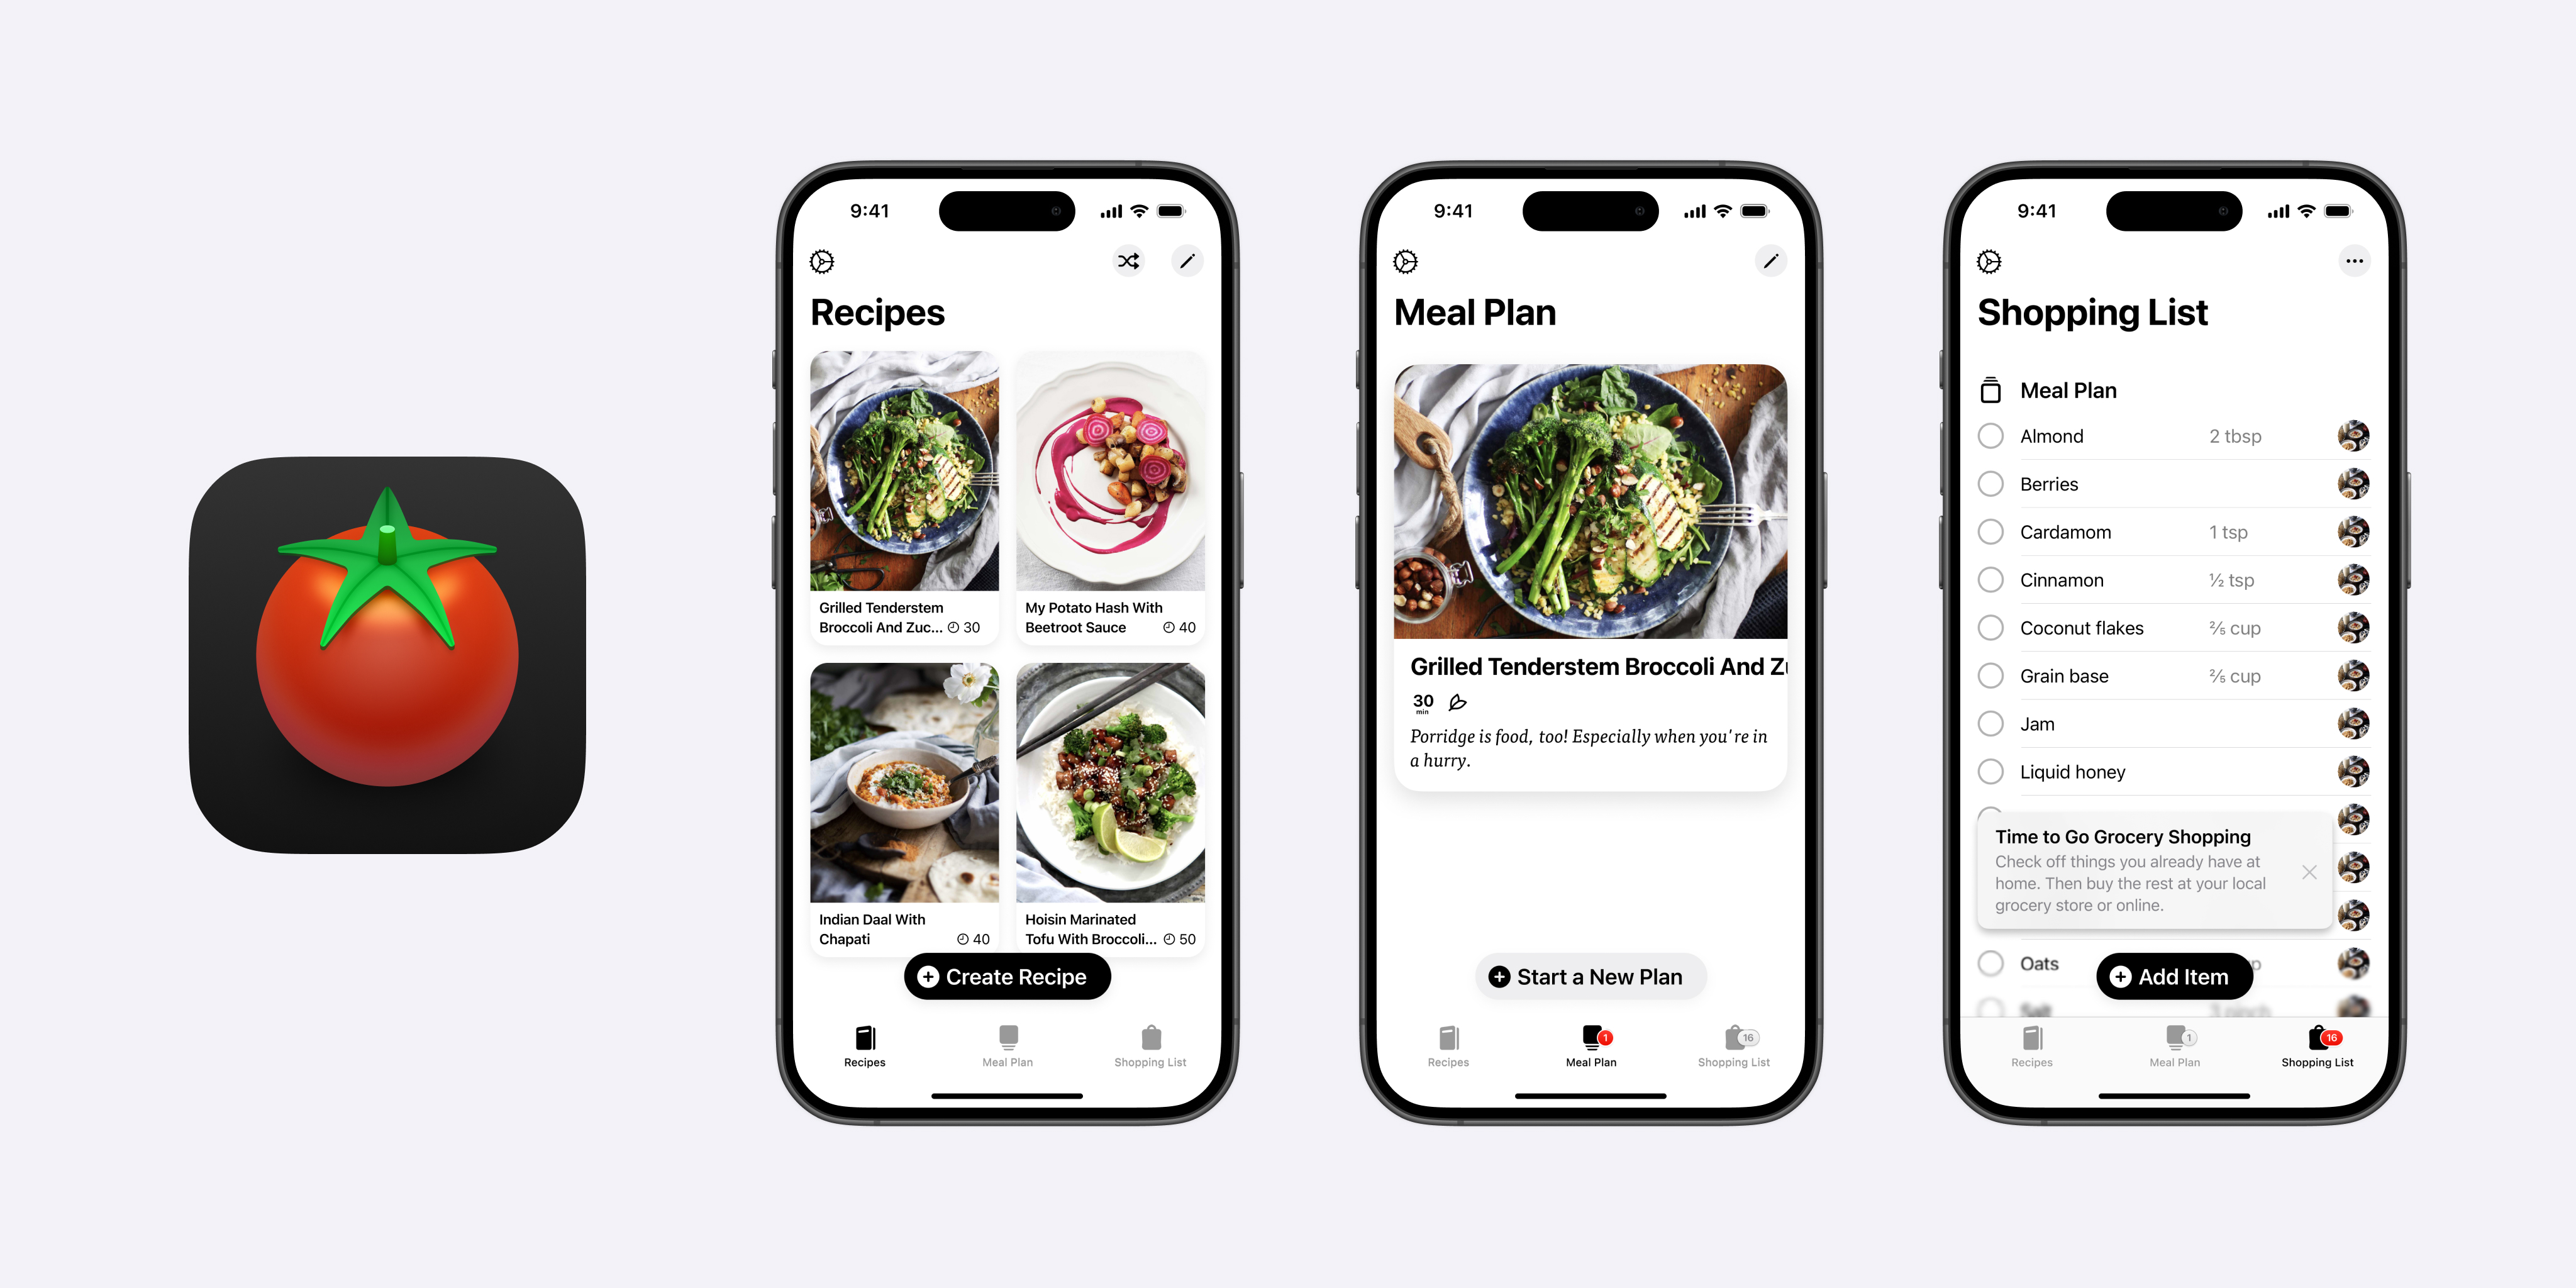 9:41
Recipes
Grilled Tenderstem
Broccoli And Zuc... 30
My Potato Hash With
Beetroot Sauce 40
Indian Daal With
Chapati 40
Hoisin Marinated
Tofu With Broccoli... 50
Create Recipe
Recipes
Meal Plan
Shopping List
9:41
Meal Plan
Grilled Tenderstem Broccoli And Zu
30
min
Porridge is food, too! Especially when you're in
a hurry.
Start a New Plan
1
16
Recipes
Meal Plan
Shopping List
9:41
Shopping List
Meal Plan
Almond 2 tbsp
Berries
Cardamom 1 tsp
Cinnamon ½ tsp
Coconut flakes ⅖ cup
Grain base ⅖ cup
Jam
Liquid honey
Time to Go Grocery Shopping
Check off things you already have at
home. Then buy the rest at your local
grocery store or online.
Oats
Add Item
Salt
1
16
Recipes
Meal Plan
Shopping List